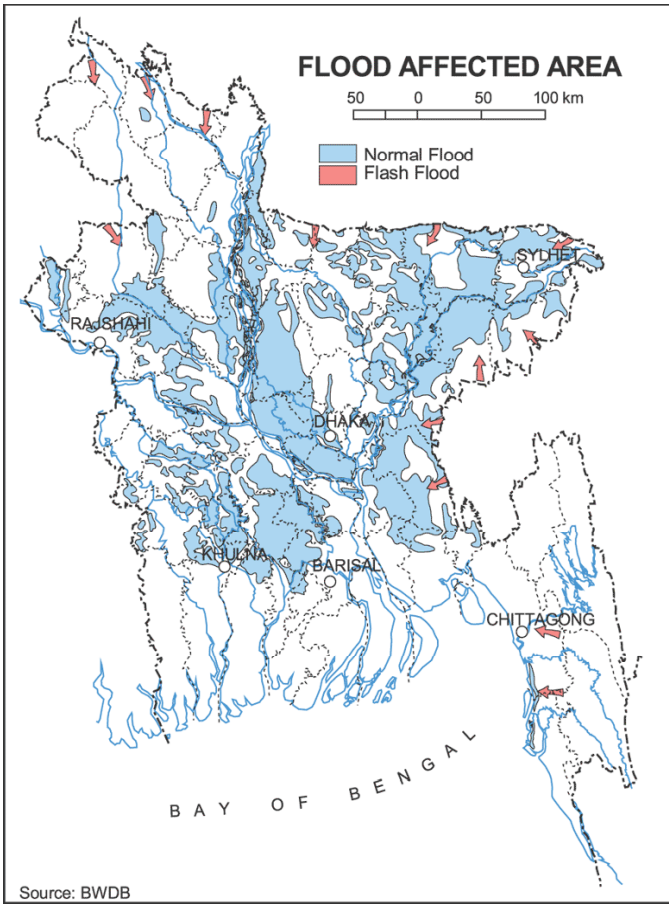 FLOOD AFFECTED AREA
50 0 50 100 km
Normal Flood
Flash Flood
SYLHET
RAJSHAHI
DHAKA
KHULNA
BARISAL
CHITTAGONG
BAY OF BENGAL
Source: BWDB